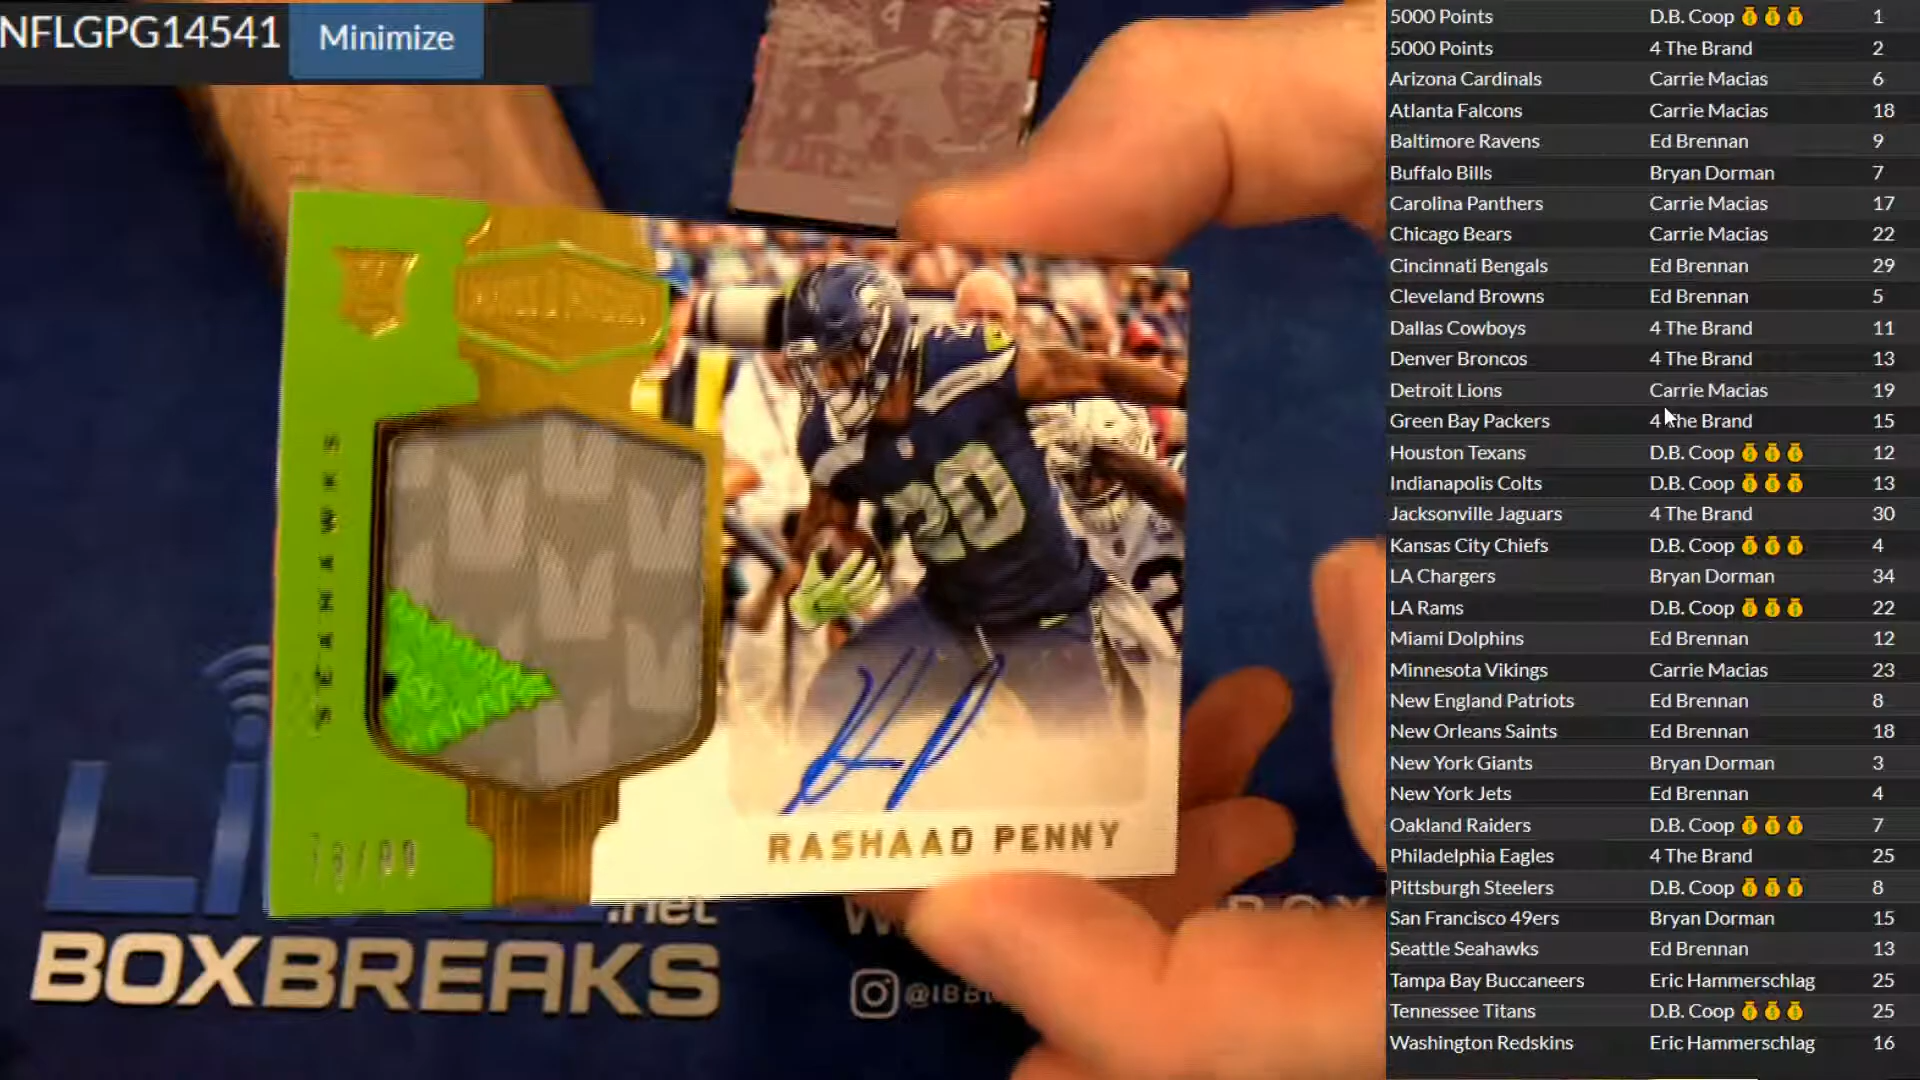 NFLGPG14541 Minimize
SEAHAWKS
20
RASHAAD PENNY
.net
BOXBREAKS
5000 Points D.B. Coop 💰💰💰 1
5000 Points 4 The Brand 2
Arizona Cardinals Carrie Macias 6
Atlanta Falcons Carrie Macias 18
Baltimore Ravens Ed Brennan 9
Buffalo Bills Bryan Dorman 7
Carolina Panthers Carrie Macias 17
Chicago Bears Carrie Macias 22
Cincinnati Bengals Ed Brennan 29
Cleveland Browns Ed Brennan 5
Dallas Cowboys 4 The Brand 11
Denver Broncos 4 The Brand 13
Detroit Lions Carrie Macias 19
Green Bay Packers 4 The Brand 15
Houston Texans D.B. Coop 💰💰💰 12
Indianapolis Colts D.B. Coop 💰💰💰 13
Jacksonville Jaguars 4 The Brand 30
Kansas City Chiefs D.B. Coop 💰💰💰 4
LA Chargers Bryan Dorman 34
LA Rams D.B. Coop 💰💰💰 22
Miami Dolphins Ed Brennan 12
Minnesota Vikings Carrie Macias 23
New England Patriots Ed Brennan 8
New Orleans Saints Ed Brennan 18
New York Giants Bryan Dorman 3
New York Jets Ed Brennan 4
Oakland Raiders D.B. Coop 💰💰💰 7
Philadelphia Eagles 4 The Brand 25
Pittsburgh Steelers D.B. Coop 💰💰💰 8
San Francisco 49ers Bryan Dorman 15
Seattle Seahawks Ed Brennan 13
Tampa Bay Buccaneers Eric Hammerschlag 25
Tennessee Titans D.B. Coop 💰💰💰 25
Washington Redskins Eric Hammerschlag 16